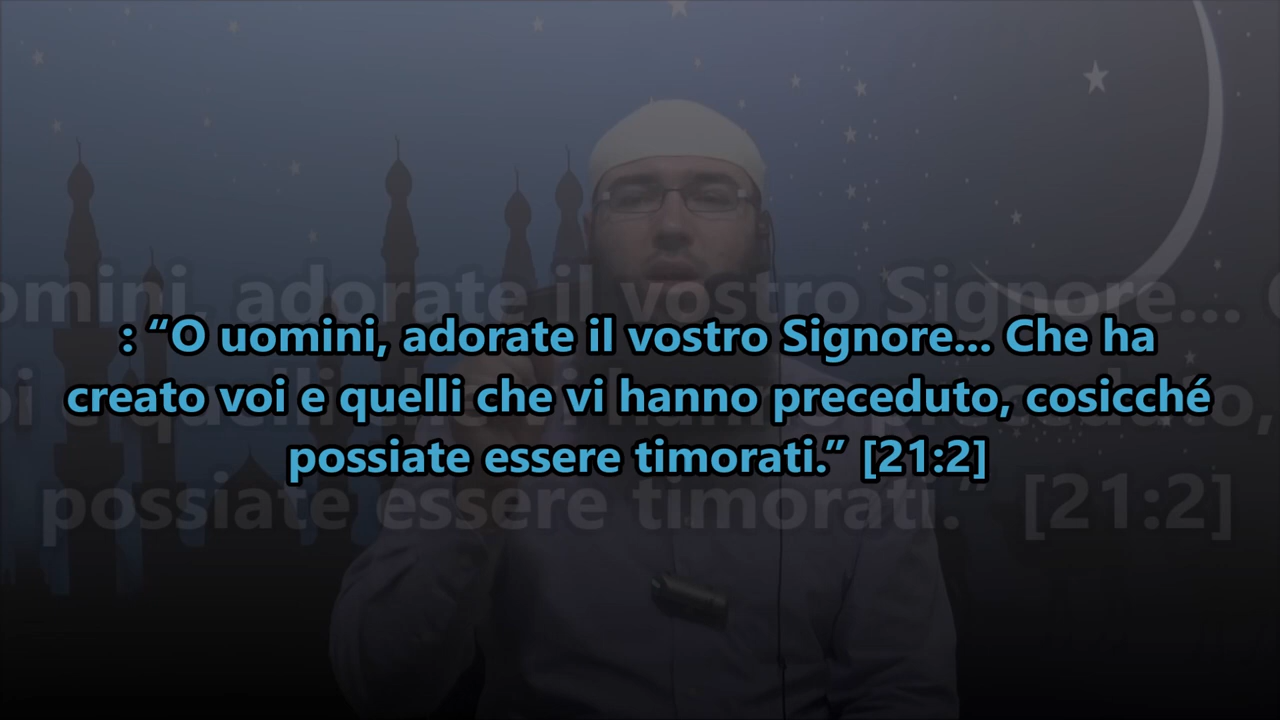 : “O uomini, adorate il vostro Signore... Che ha
creato voi e quelli che vi hanno preceduto, cosicché
possiate essere timorati.” [21:2]